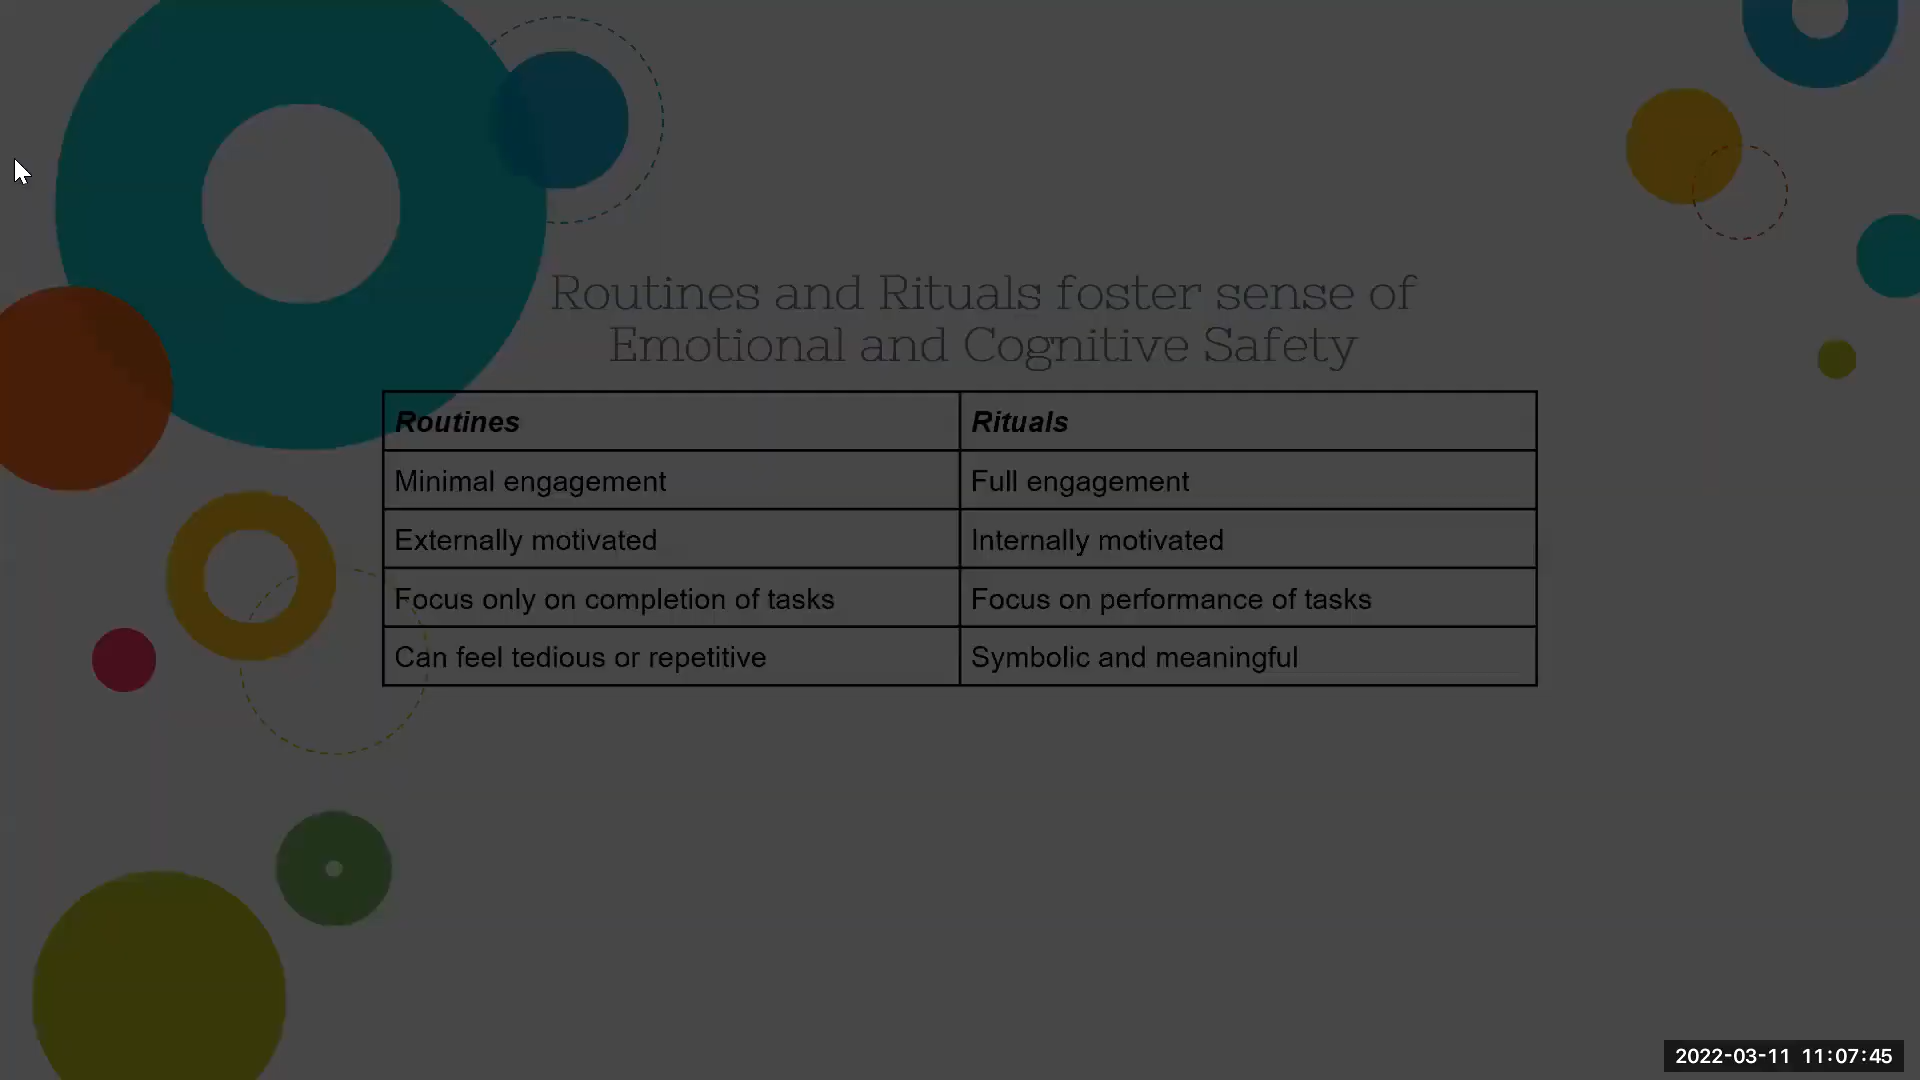 Routines and Rituals foster sense of
Emotional and Cognitive Safety
Routines Rituals
Minimal engagement Full engagement
Externally motivated Internally motivated
Focus only on completion of tasks Focus on performance of tasks
Can feel tedious or repetitive Symbolic and meaningful
2022-03-11 11:07:45